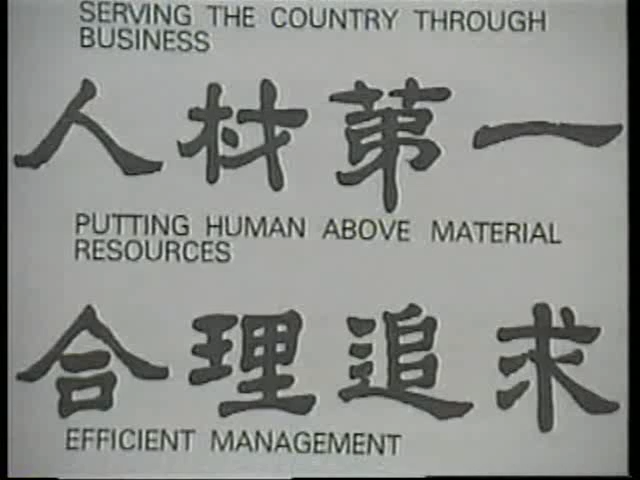 SERVING THE COUNTRY THROUGH
BUSINESS
人材第一
PUTTING HUMAN ABOVE MATERIAL
RESOURCES
合理追求
EFFICIENT MANAGEMENT